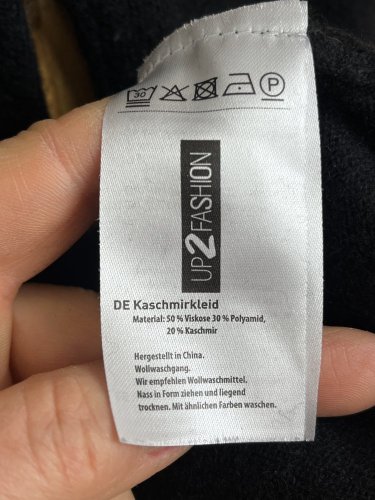 30
P
UP2FASHION
DE Kaschmirkleid
Material: 50 % Viskose 30 % Polyamid,
20 % Kaschmir
Hergestellt in China.
Wollwaschgang.
Wir empfehlen Wollwaschmittel.
Nass in Form ziehen und liegend
trocknen. Mit ähnlichen Farben waschen.